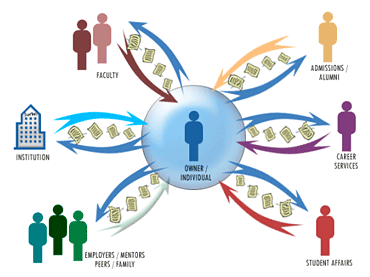 FACULTY
ADMISSIONS /
ALUMNI
INSTITUTION
OWNER /
INDIVIDUAL
CAREER
SERVICES
EMPLOYERS / MENTORS
PEERS / FAMILY
STUDENT AFFAIRS